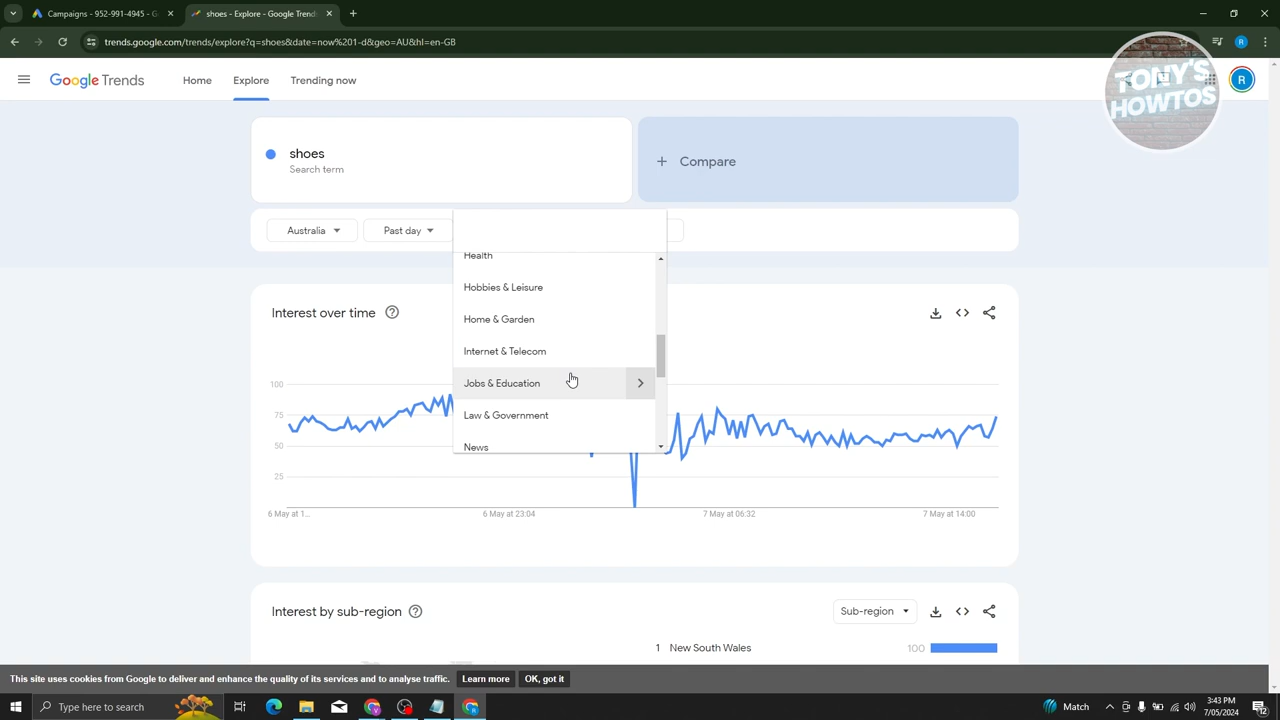 Campaigns - 952-991-4945 - G
shoes - Explore - Google Trends
trends.google.com/trends/explore?q=shoes&date=now%201-d&geo=AU&hl=en-GB
R
Google Trends
Home
Explore
Trending now
R
TONY'S
HOWTOS
shoes
Search term
+ Compare
Australia
Past day
Health
Hobbies & Leisure
Home & Garden
Internet & Telecom
Jobs & Education
Law & Government
News
Interest over time
100
75
50
25
6 May at 1...
6 May at 23:04
7 May at 06:32
7 May at 14:00
Interest by sub-region
Sub-region
1 New South Wales 100
This site uses cookies from Google to deliver and enhance the quality of its services and to analyse traffic.
Learn more
OK, got it
Type here to search
Match
3:43 PM
7/05/2024
12